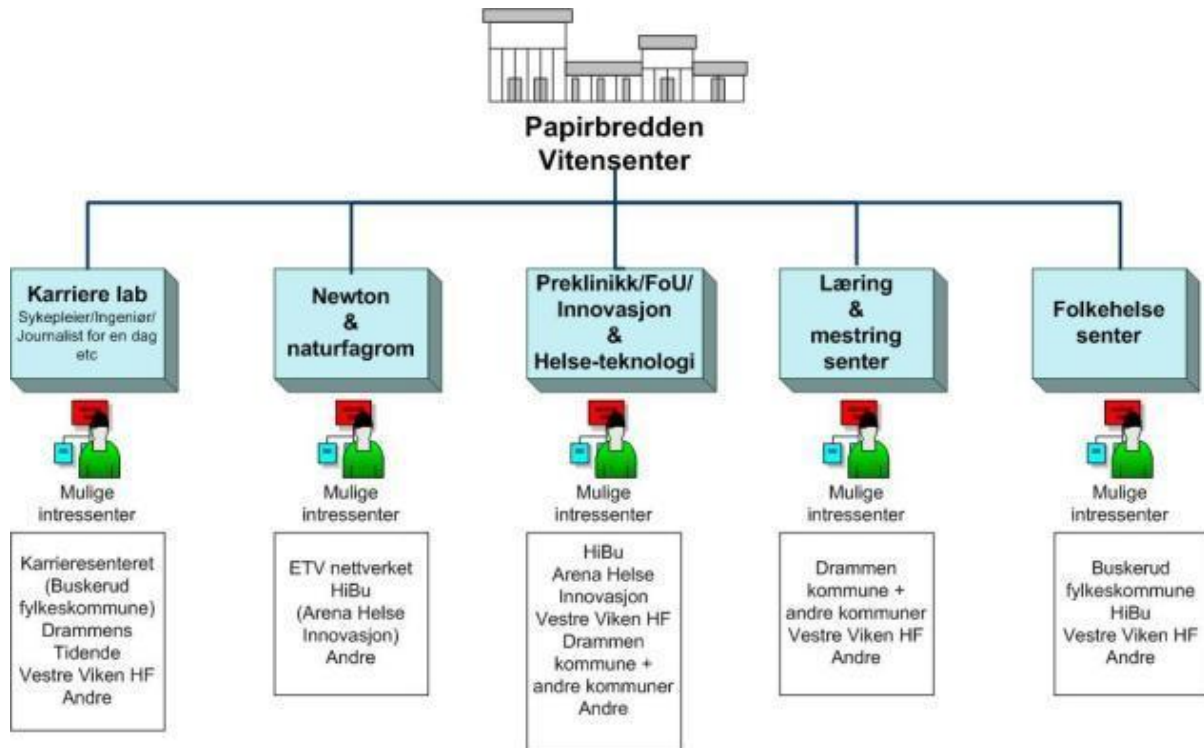 Papirbredden
Vitensenter
Karriere lab
Sykepleier/Ingeniør/
Journalist for en dag
etc
Newton
&
naturfagrom
Preklinikk/FoU/
Innovasjon
&
Helse-teknologi
Læring
&
mestring
senter
Folkehelse
senter
Mulige
intressenter
Mulige
intressenter
Mulige
intressenter
Mulige
intressenter
Mulige
intressenter
Karrieresenteret
(Buskerud
fylkeskommune)
Drammens
Tidende
Vestre Viken HF
Andre
ETV nettverket
HiBu
(Arena Helse
Innovasjon)
Andre
HiBu
Arena Helse
Innovasjon
Vestre Viken HF
Drammen
kommune +
andre kommuner
Andre
Drammen
kommune +
andre kommuner
Vestre Viken HF
Andre
Buskerud
fylkeskommune
HiBu
Vestre Viken HF
Andre